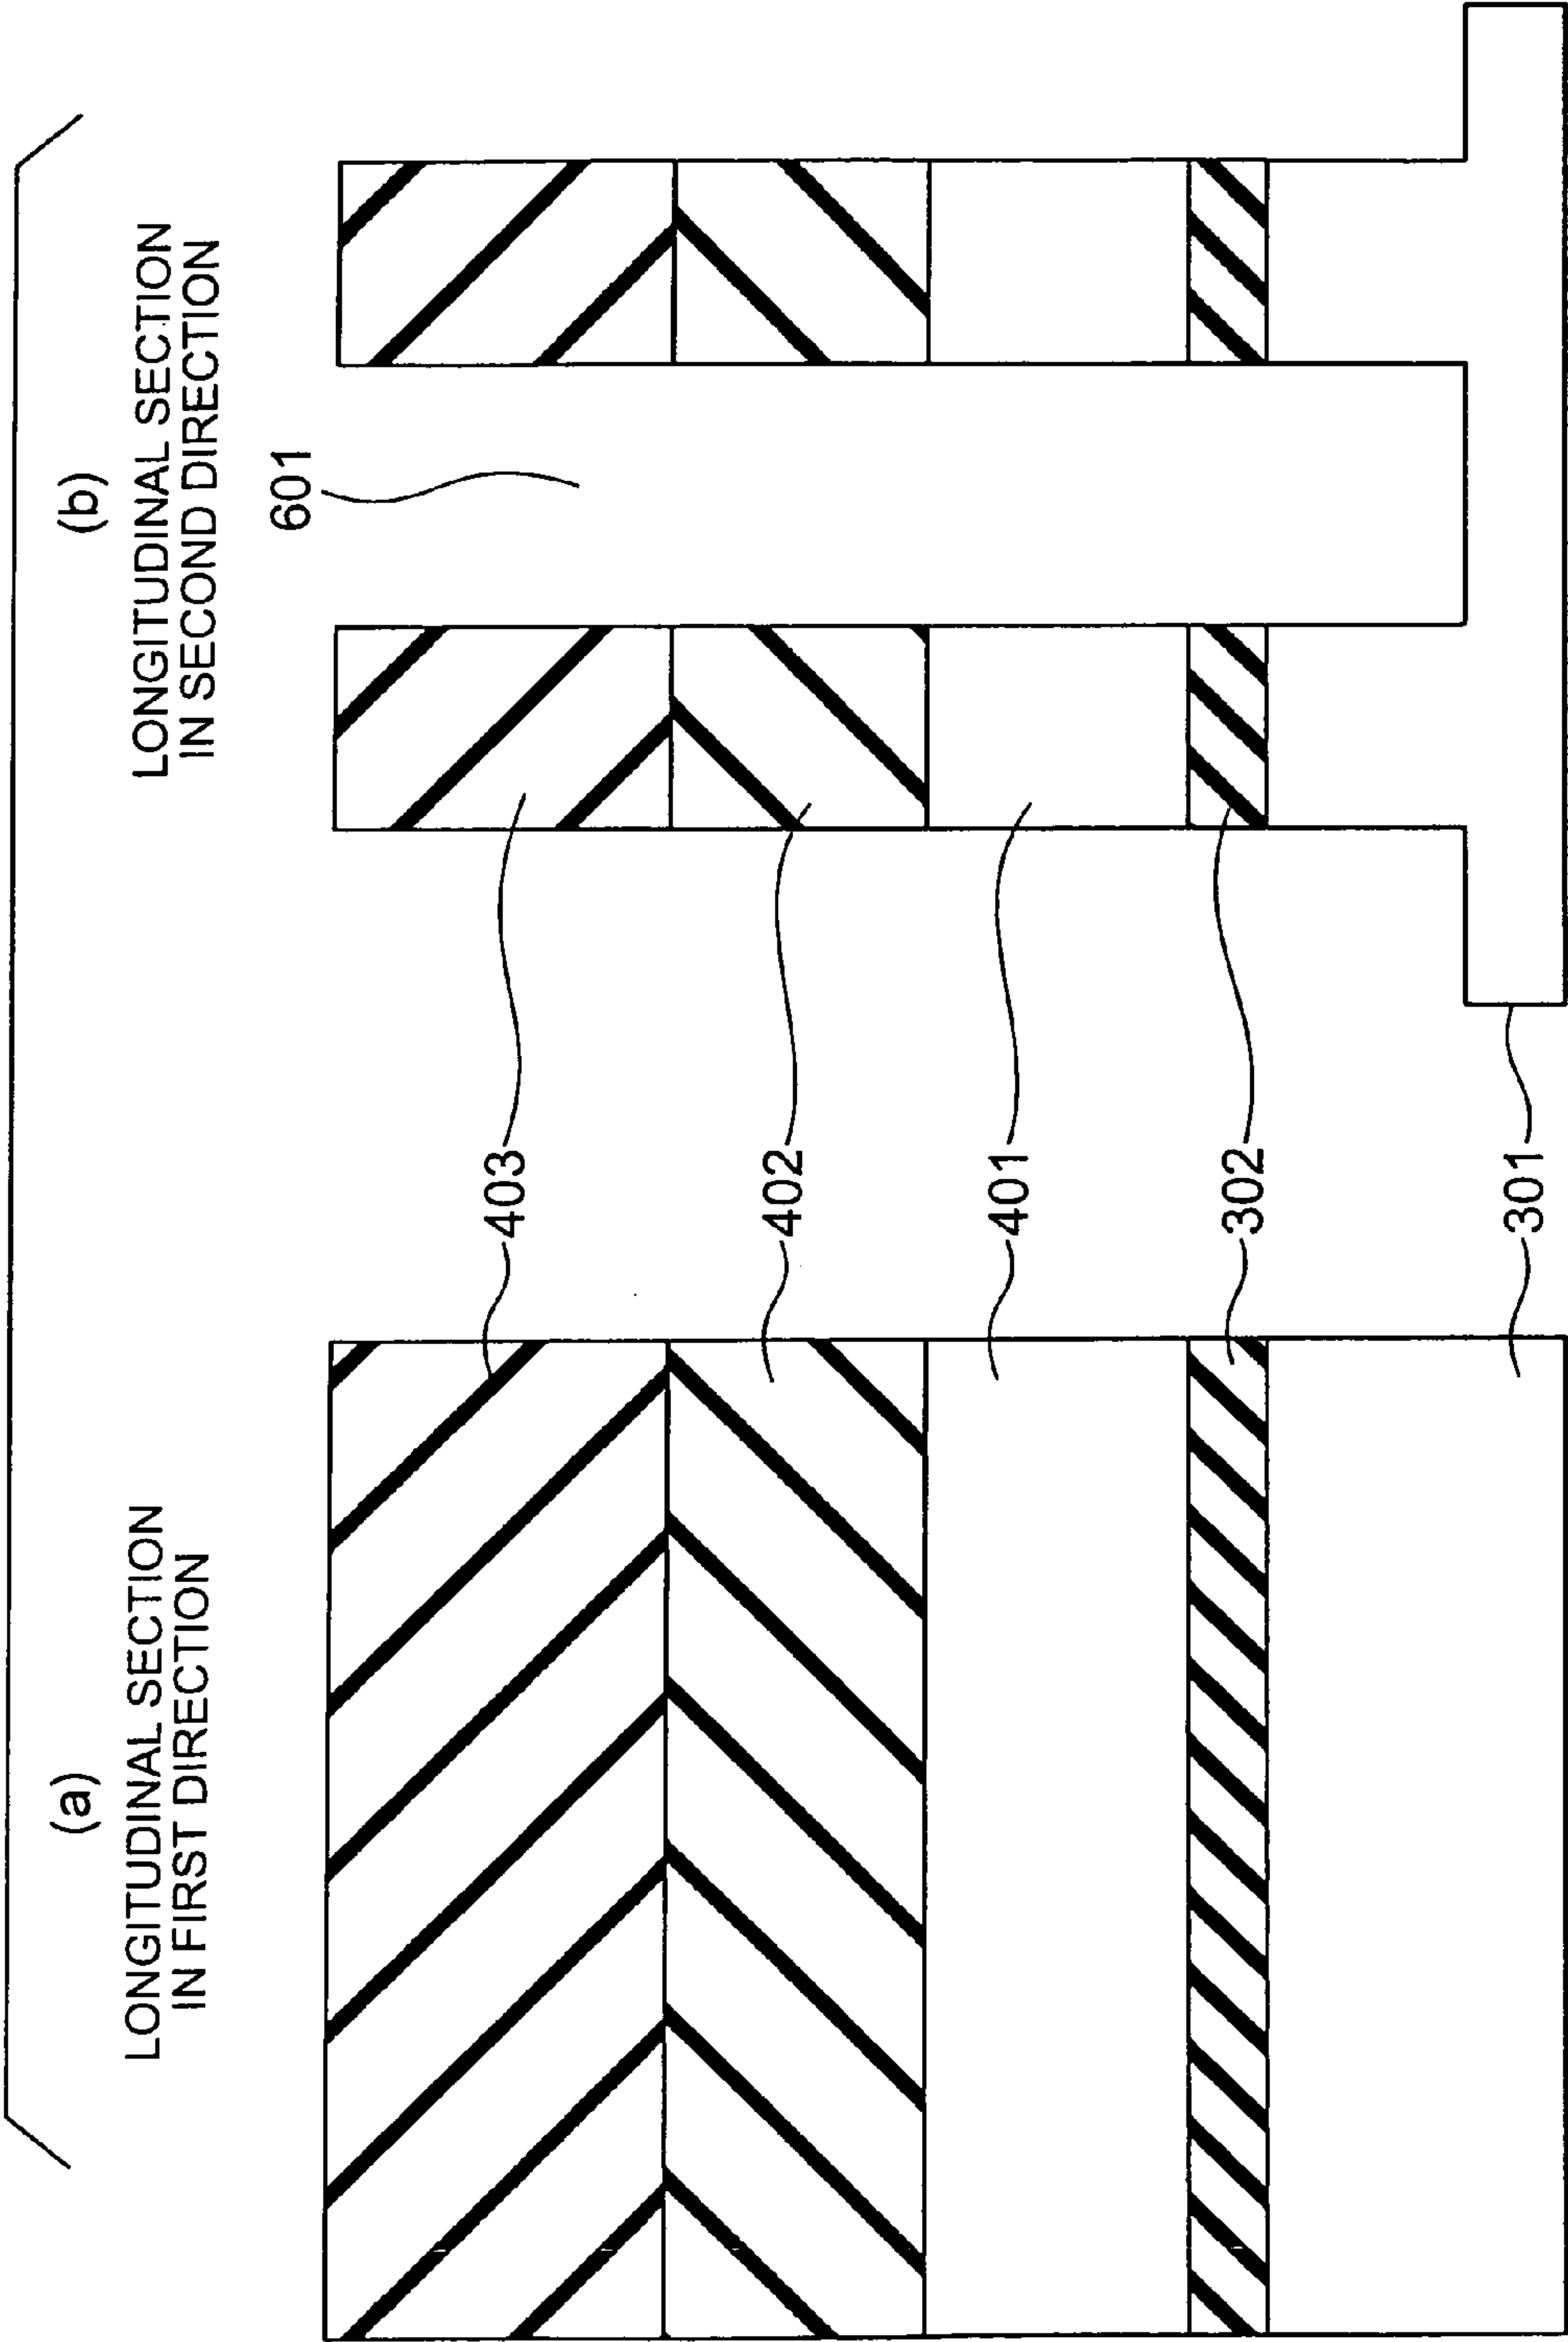 (a)
LONGITUDINAL SECTION
IN FIRST DIRECTION
(b)
LONGITUDINAL SECTION
IN SECOND DIRECTION
601
403
402
401
302
301